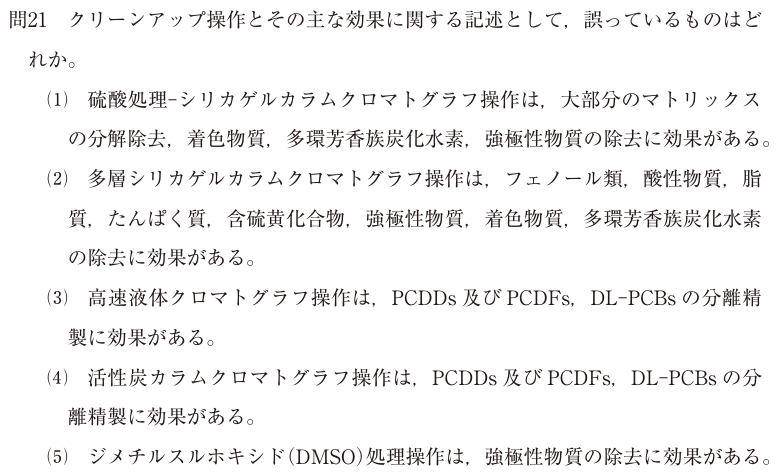 問21　クリーンアップ操作とその主な効果に関する記述として，誤っているものはど
れか。
⑴　硫酸処理−シリカゲルカラムクロマトグラフ操作は，大部分のマトリックス
の分解除去，着色物質，多環芳香族炭化水素，強極性物質の除去に効果がある。
⑵　多層シリカゲルカラムクロマトグラフ操作は，フェノール類，酸性物質，脂
質，たんぱく質，含硫黄化合物，強極性物質，着色物質，多環芳香族炭化水素
の除去に効果がある。
⑶　高速液体クロマトグラフ操作は，PCDDs 及び PCDFs，DL−PCBs の分離精
製に効果がある。
⑷　活性炭カラムクロマトグラフ操作は，PCDDs 及び PCDFs，DL−PCBs の分
離精製に効果がある。
⑸　ジメチルスルホキシド(DMSO)処理操作は，強極性物質の除去に効果がある。